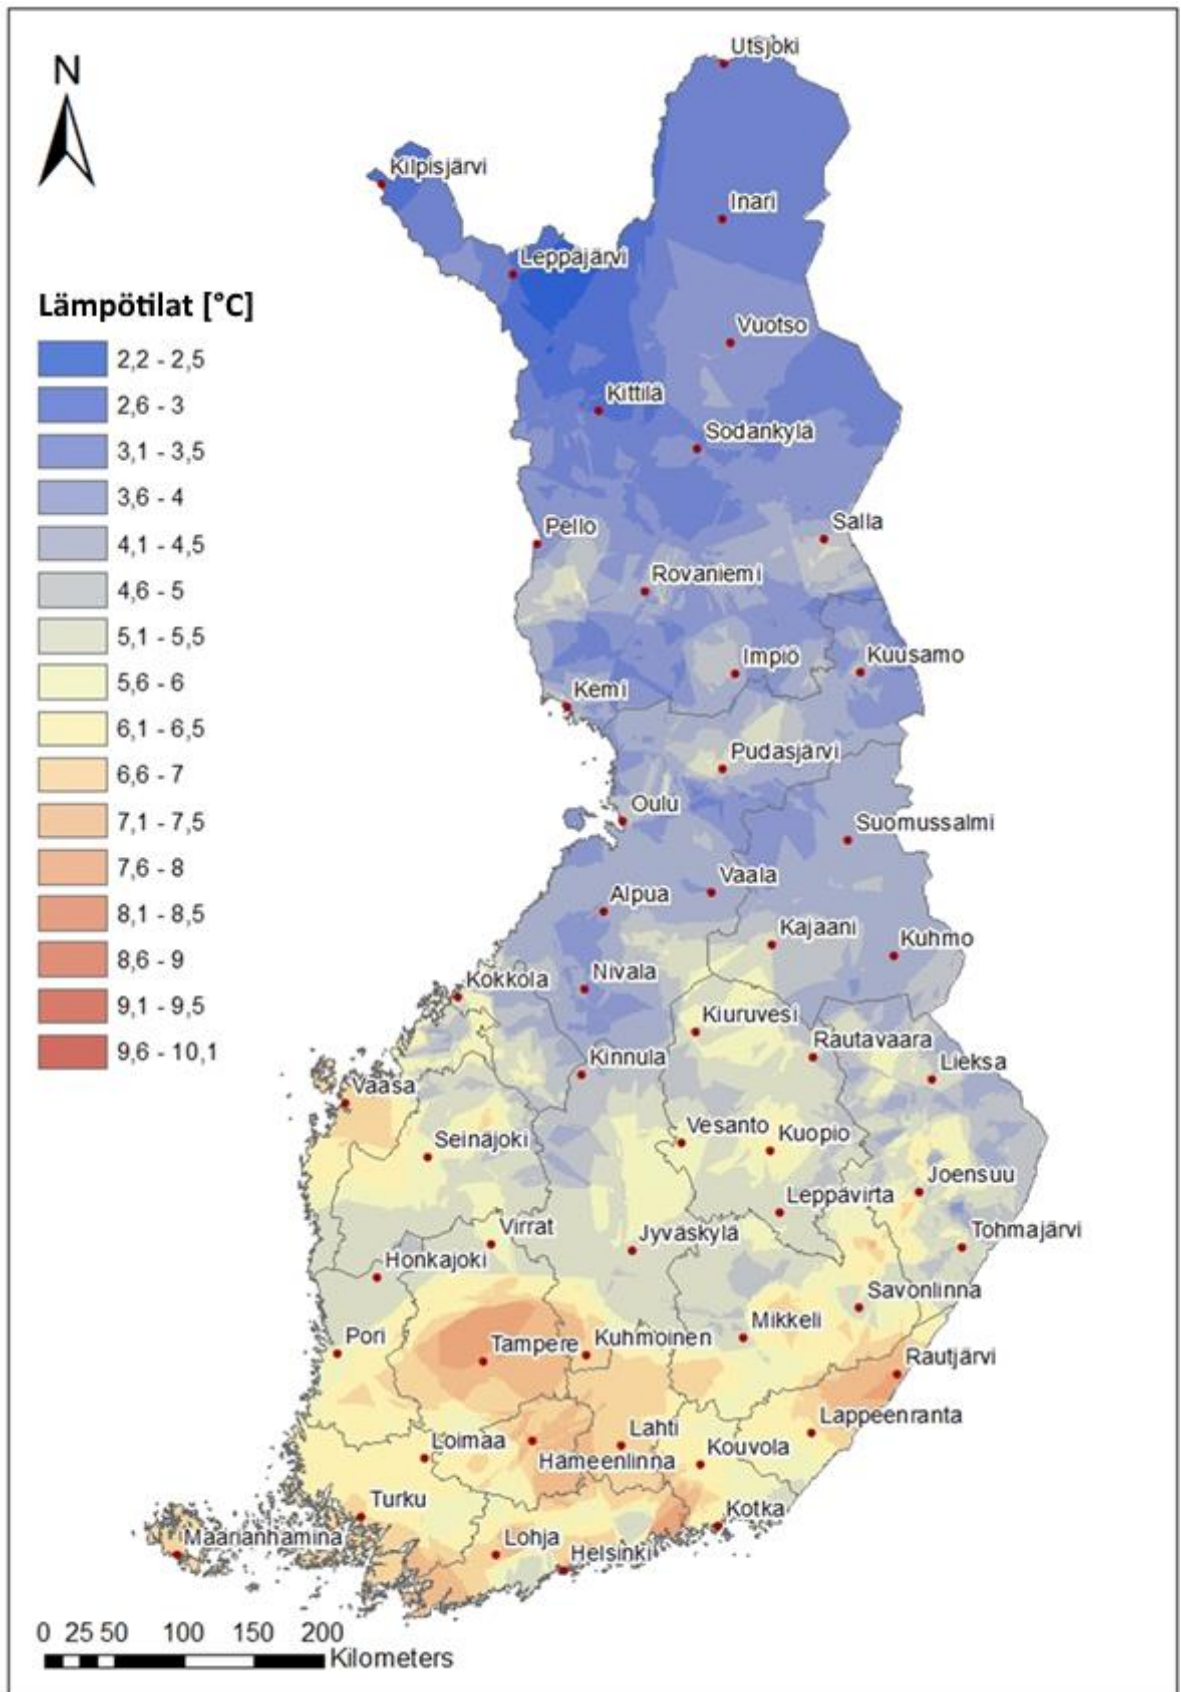 N
Utsjoki
Kilpisjärvi
Inari
Leppäjärvi
Lämpötilat [°C]
2,2 - 2,5
2,6 - 3
3,1 - 3,5
3,6 - 4
4,1 - 4,5
4,6 - 5
5,1 - 5,5
5,6 - 6
6,1 - 6,5
6,6 - 7
7,1 - 7,5
7,6 - 8
8,1 - 8,5
8,6 - 9
9,1 - 9,5
9,6 - 10,1
Vuotso
Kittilä
Sodankylä
Pello
Salla
Rovaniemi
Impiö
Kuusamo
Kemi
Pudasjärvi
Oulu
Suomussalmi
Vaala
Alpua
Kajaani
Kuhmo
Kokkola
Nivala
Kiuruvesi
Rautavaara
Kinnula
Lieksa
Vaasa
Seinäjoki
Vesanto
Kuopio
Joensuu
Leppävirta
Virrat
Jyväskylä
Tohmajärvi
Honkajoki
Savonlinna
Mikkeli
Pori
Tampere
Kuhmoinen
Rautjärvi
Lappeenranta
Loimaa
Lahti
Kouvola
Hämeenlinna
Turku
Kotka
Maarianhamina
Lohja
Helsinki
0 25 50 100 150 200
Kilometers